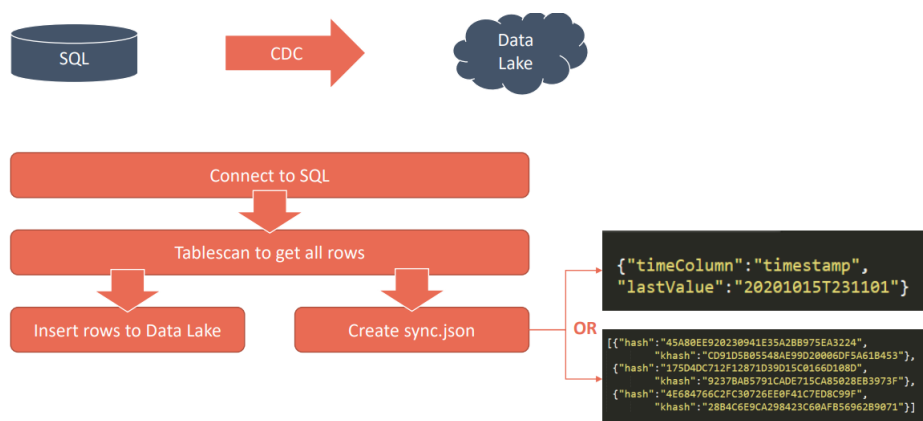 SQL
CDC
Data
Lake
Connect to SQL
Tablescan to get all rows
Insert rows to Data Lake
Create sync.json
OR
{"timeColumn":"timestamp",
"lastValue":"20201015T231101"}
[{"hash":"45A80EE920230941E35A2BB975EA3224",
"khash":"CD91D5B05548AE99D20006DF5A61B453"},
{"hash":"175D4DC712F12871D39D15C0166D108D",
"khash":"9237BAB5791CADE715CA85028EB3973F"},
{"hash":"4E684766C2FC30726EE0F41C7ED8C99F",
"khash":"28B4C6E9CA298423C60AFB56962B9071"}]